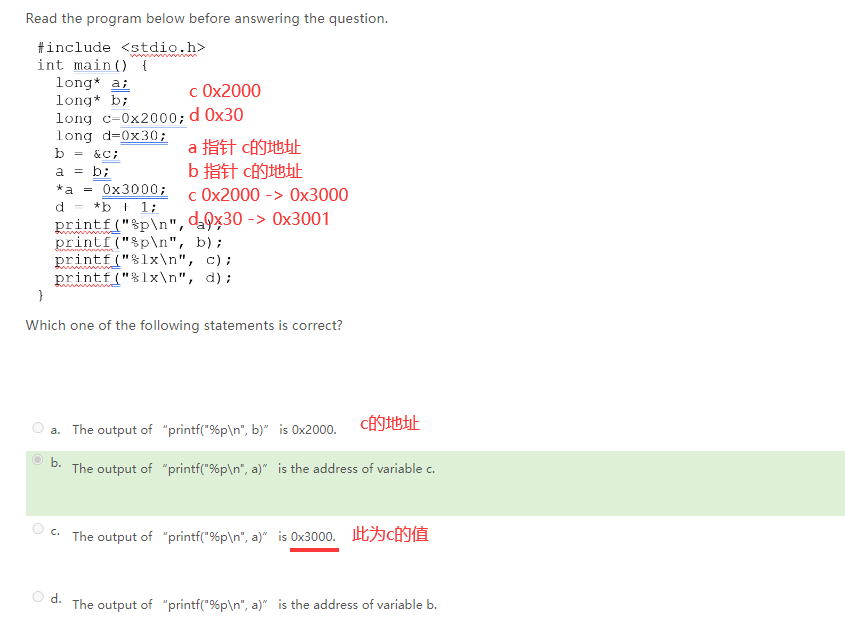 Read the program below before answering the question.
#include <stdio.h>
int main() {
long* a;
long* b;
c 0x2000
long c=0x2000;
d 0x30
long d=0x30;
b = &c;
a 指针 c的地址
a = b;
b 指针 c的地址
*a = 0x3000;
c 0x2000 -> 0x3000
d = *b + 1;
d 0x30 -> 0x3001
printf("%p\n", a);
printf("%p\n", b);
printf("%lx\n", c);
printf("%lx\n", d);
}
Which one of the following statements is correct?
a. The output of “printf("%p\n", b)” is 0x2000.
c的地址
b. The output of “printf("%p\n", a)” is the address of variable c.
c. The output of “printf("%p\n", a)” is 0x3000.
此为c的值
d. The output of “printf("%p\n", a)” is the address of variable b.